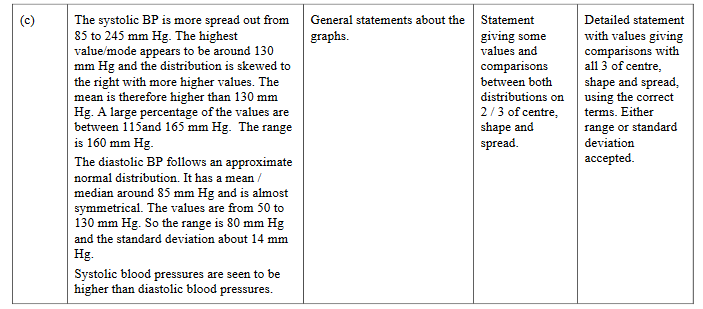 (c)
The systolic BP is more spread out from
85 to 245 mm Hg. The highest
value/mode appears to be around 130
mm Hg and the distribution is skewed to
the right with more higher values. The
mean is therefore higher than 130 mm
Hg. A large percentage of the values are
between 115and 165 mm Hg.  The range
is 160 mm Hg.
The diastolic BP follows an approximate
normal distribution. It has a mean /
median around 85 mm Hg and is almost
symmetrical. The values are from 50 to
130 mm Hg. So the range is 80 mm Hg
and the standard deviation about 14 mm
Hg.
Systolic blood pressures are seen to be
higher than diastolic blood pressures.
General statements about the
graphs.
Statement
giving some
values and
comparisons
between both
distributions on
2 / 3 of centre,
shape and
spread.
Detailed statement
with values giving
comparisons with
all 3 of centre,
shape and spread,
using the correct
terms. Either
range or standard
deviation
accepted.